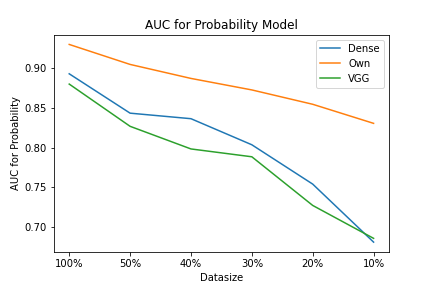 AUC for Probability Model
Dense
Own
VGG
AUC for Probability
0.90
0.85
0.80
0.75
0.70
100% 50% 40% 30% 20% 10%
Datasize